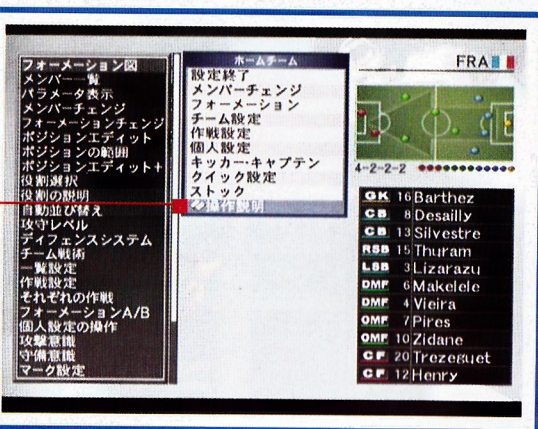 フォーメーション図
メンバー一覧
パラメータ表示
メンバーチェンジ
フォーメーションチェンジ
ポジションエディット
ポジションの範囲
ポジションエディット+
役割選択
役割の説明
自動並び替え
攻守レベル
ディフェンスシステム
チーム戦術
一覧設定
作戦設定
それぞれの作戦
フォーメーションA/B
個人設定の操作
攻撃意識
守備意識
マーク設定
ホームチーム
設定終了
メンバーチェンジ
フォーメーション
チーム設定
作戦設定
個人設定
キッカー・キャプテン
クイック設定
ストック
操作説明
FRA
4-2-2-2
GK 16 Barthez
CB 8 Desailly
CB 13 Silvestre
RSB 15 Thuram
LSB 3 Lizarazu
DMF 6 Makelele
DMF 4 Vieira
OMF 7 Pires
OMF 10 Zidane
CF 20 Trezeguet
CF 12 Henry